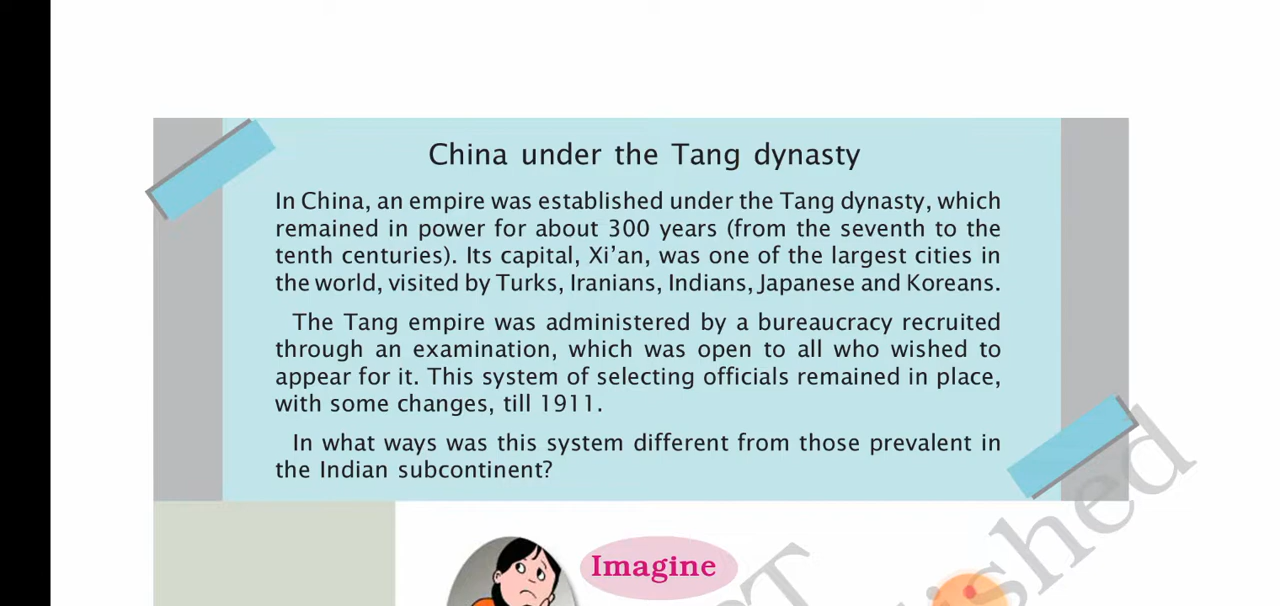 China under the Tang dynasty
In China, an empire was established under the Tang dynasty, which
remained in power for about 300 years (from the seventh to the
tenth centuries). Its capital, Xi’an, was one of the largest cities in
the world, visited by Turks, Iranians, Indians, Japanese and Koreans.
The Tang empire was administered by a bureaucracy recruited
through an examination, which was open to all who wished to
appear for it. This system of selecting officials remained in place,
with some changes, till 1911.
In what ways was this system different from those prevalent in
the Indian subcontinent?
Imagine